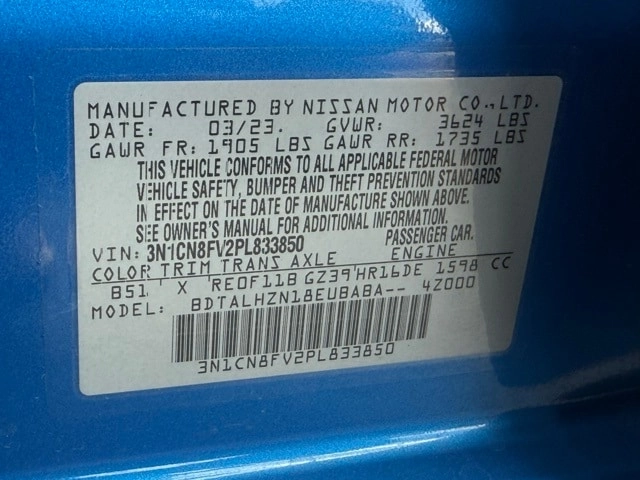 MANUFACTURED BY NISSAN MOTOR CO.,LTD.
DATE: 03/23. GVWR: 3624 LBS
GAWR FR: 1905 LBS GAWR RR: 1735 LBS
THIS VEHICLE CONFORMS TO ALL APPLICABLE FEDERAL MOTOR
VEHICLE SAFETY, BUMPER AND THEFT PREVENTION STANDARDS
IN EFFECT ON THE DATE OF MANUFACTURE SHOWN ABOVE.
SEE OWNER'S MANUAL FOR ADDITIONAL INFORMATION.
VIN: 3N1CN8FV2PL833850 PASSENGER CAR.
COLOR TRIM TRANS AXLE ENGINE
B51 X RE0F11B GZ39 HR16DE 1598 CC
MODEL: BDTALHZN18EUBABA-- 4Z000
3N1CN8FV2PL833850